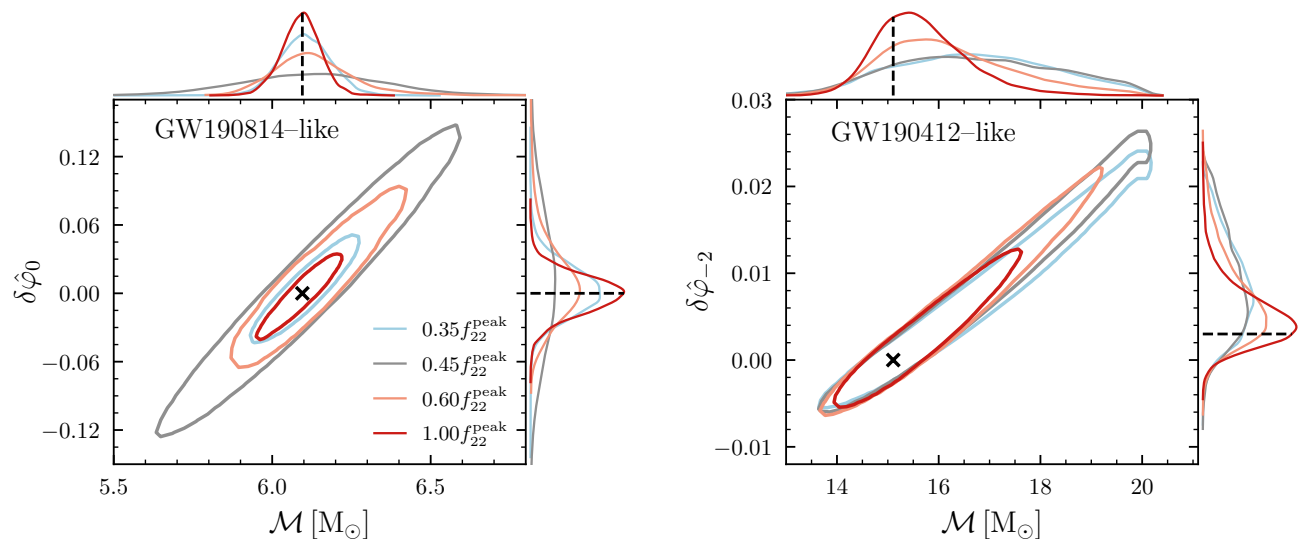 GW190814–like
0.12
0.06
0.00
−0.06
−0.12
δφ̂₀
0.35f₂₂^peak
0.45f₂₂^peak
0.60f₂₂^peak
1.00f₂₂^peak
5.5 6.0 6.5
ℳ [M⊙]
GW190412–like
0.03
0.02
0.01
0.00
−0.01
δφ̂₋₂
14 16 18 20
ℳ [M⊙]